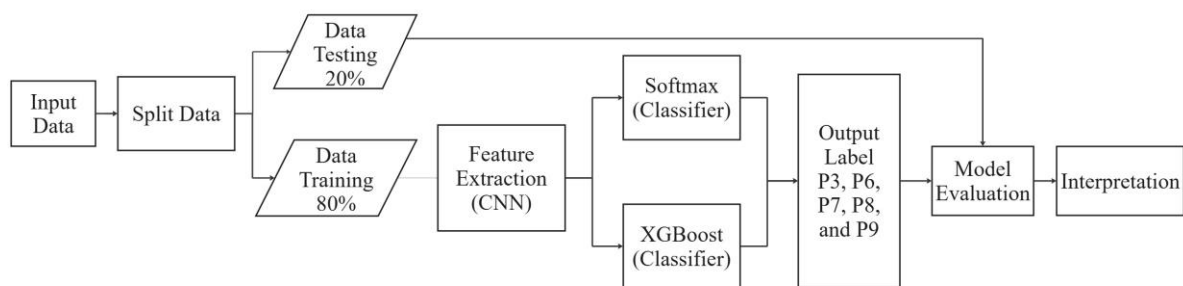 Input
Data
Split Data
Data
Testing
20%
Data
Training
80%
Feature
Extraction
(CNN)
Softmax
(Classifier)
XGBoost
(Classifier)
Output
Label
P3, P6,
P7, P8,
and P9
Model
Evaluation
Interpretation